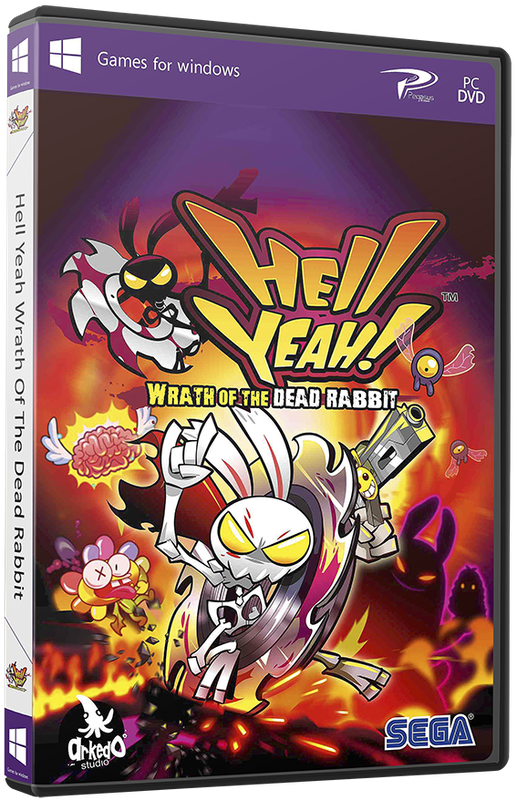 Games for windows
Pegasys
PC
DVD
HELL
YEAH!
TM
WRATH OF THE DEAD RABBIT
arkedo
studio
SEGA
Hell Yeah Wrath Of The Dead Rabbit